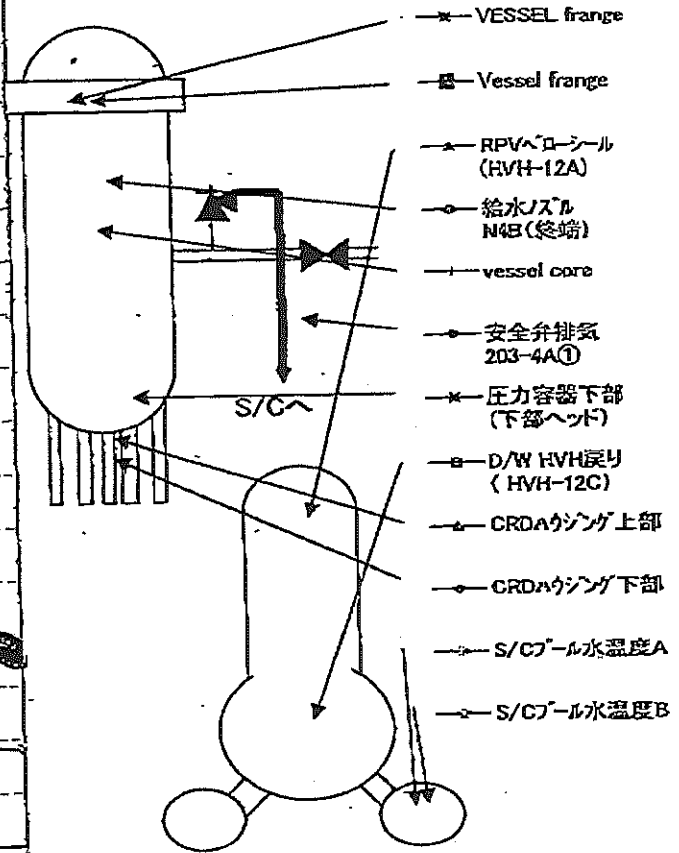 VESSEL frange
Vessel frange
RPVベローシール
(HVH-12A)
給水ノズル
N4B(終端)
vessel core
安全弁排気
203-4A①
圧力容器下部
(下部ヘッド)
D/W HVH戻り
( HVH-12C)
CRDハウジング上部
CRDハウジング下部
S/Cプール水温度A
S/Cプール水温度B
S/Cへ